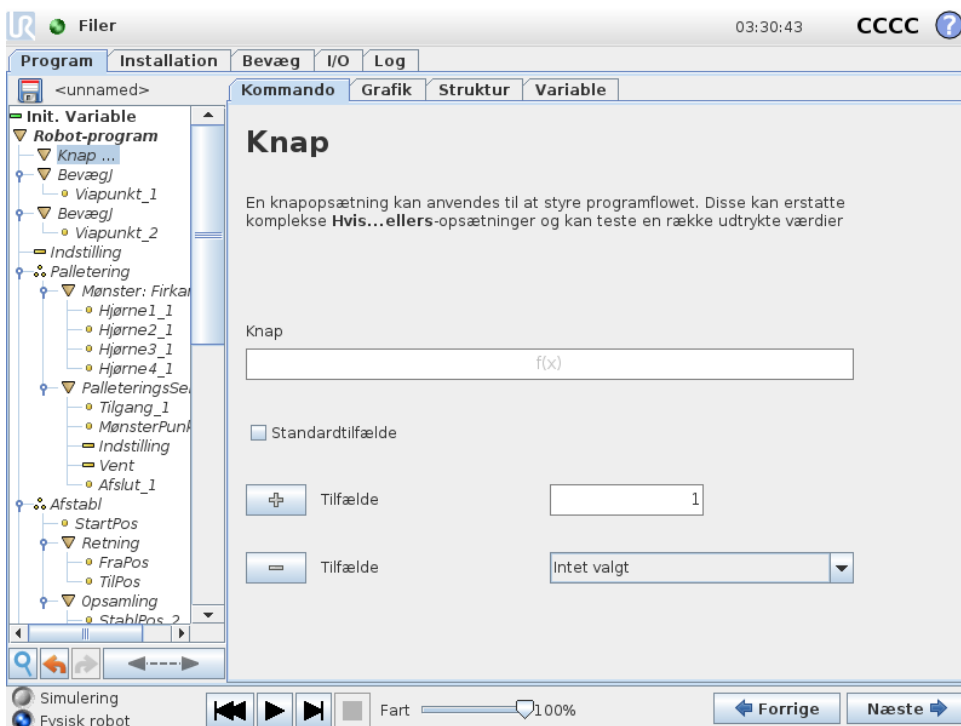 UR Filer 03:30:43 CCCC ?
Program Installation Bevæg I/O Log
<unnamed>
Kommando Grafik Struktur Variable
Init. Variable
Robot-program
Knap ...
BevægJ
Viapunkt_1
BevægJ
Viapunkt_2
Indstilling
Palletering
Mønster: Firkan
Hjørne1_1
Hjørne2_1
Hjørne3_1
Hjørne4_1
PalleteringsSe
Tilgang_1
MønsterPunk
Indstilling
Vent
Afslut_1
Afstabl
StartPos
Retning
FraPos
TilPos
Opsamling
StablPos_2
Knap
En knapopsætning kan anvendes til at styre programflowet. Disse kan erstatte
komplekse Hvis...ellers-opsætninger og kan teste en række udtrykte værdier
Knap
f(x)
Standardtilfælde
Tilfælde 1
Tilfælde Intet valgt
Simulering
Fysisk robot
Fart 100%
Forrige Næste